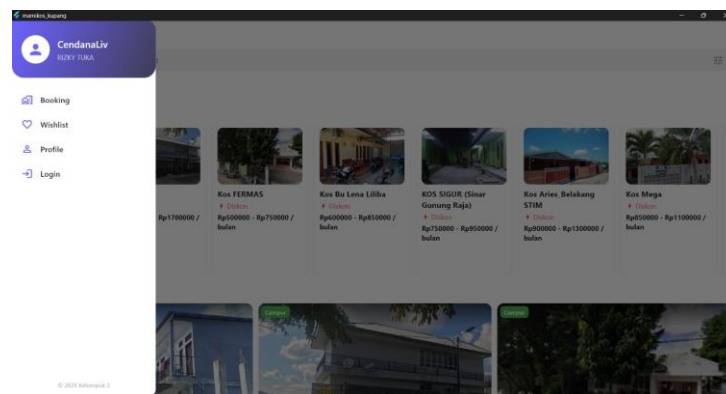 mamikos_kupang
CendanaLiv
RIZKY TUKA
Booking
Wishlist
Profile
Login
© 2025 Kelompok 2
Rp1700000 /
Kos FERMAS
Diskon
Rp500000 - Rp750000 /
bulan
Kos Bu Lena Liliba
Diskon
Rp600000 - Rp850000 /
bulan
KOS SIGUR (Sinar
Gunung Raja)
Diskon
Rp750000 - Rp950000 /
bulan
Kos Aries_Belakang
STIM
Diskon
Rp900000 - Rp1300000 /
bulan
Kos Mega
Diskon
Rp850000 - Rp1100000 /
bulan
Campur
Campur